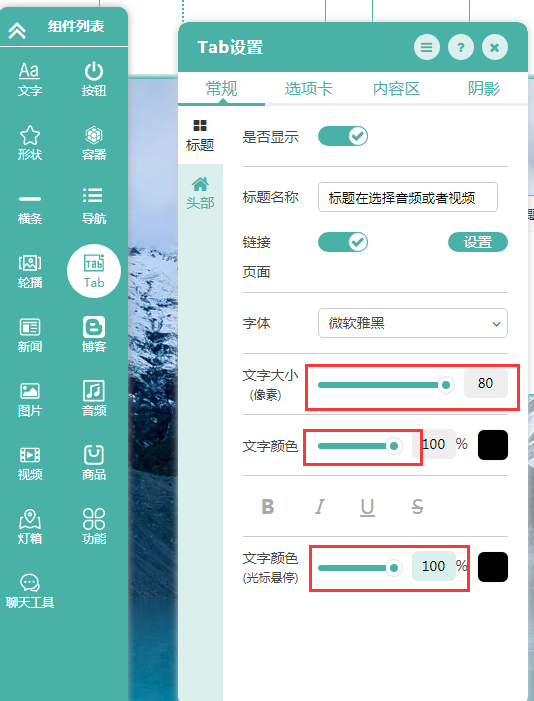 组件列表
Aa
文字
按钮
形状
容器
横条
导航
轮播
Tab
Tab
新闻
博客
图片
音频
视频
商品
灯箱
功能
聊天工具
Tab设置
?
常规
选项卡
内容区
阴影
标题
头部
是否显示
标题名称
标题在选择音频或者视频
链接
设置
页面
字体
微软雅黑
文字大小
80
(像素)
文字颜色
100 %
B I U S
文字颜色
100 %
(光标悬停)